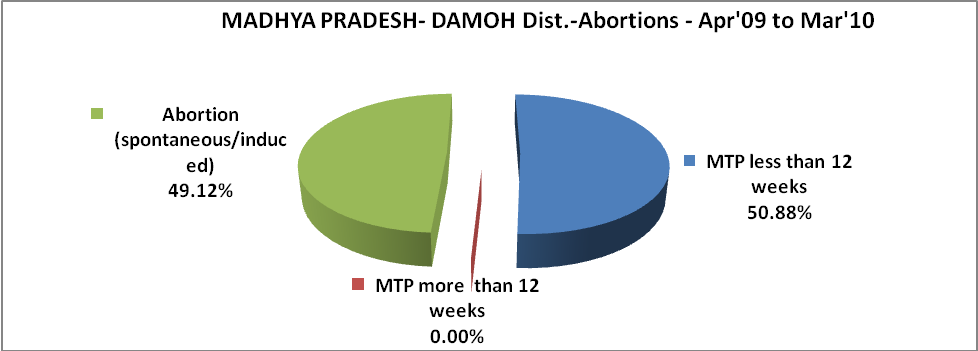 MADHYA PRADESH- DAMOH Dist.-Abortions - Apr'09 to Mar'10
Abortion
(spontaneous/induc
ed)
49.12%
MTP less than 12
weeks
50.88%
MTP more than 12
weeks
0.00%